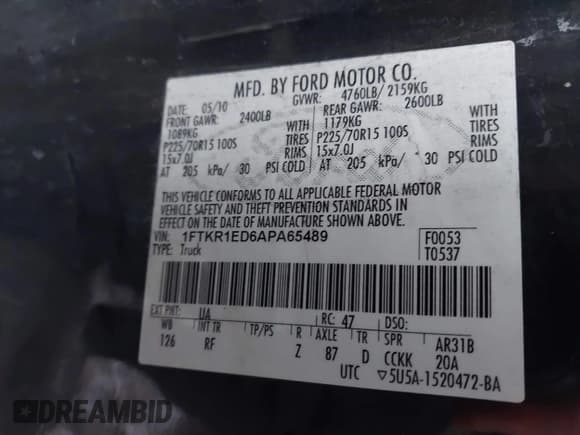 MFD. BY FORD MOTOR CO.
DATE: 05/10 GVWR: 4760LB/ 2159KG
FRONT GAWR: 2400LB REAR GAWR: 2600LB
1089KG WITH 1179KG WITH
P225/70R15 100S TIRES P225/70R15 100S TIRES
15x7.0J RIMS 15x7.0J RIMS
AT 205 kPa/ 30 PSI COLD AT 205 kPa/ 30 PSI COLD
THIS VEHICLE CONFORMS TO ALL APPLICABLE FEDERAL MOTOR
VEHICLE SAFETY AND THEFT PREVENTION STANDARDS IN
EFFECT ON THE DATE OF MANUFACTURE SHOWN ABOVE.
VIN: 1FTKR1ED6APA65489 F0053
TYPE: Truck T0537
EXT PNT: UA RC: 47 DSO:
WB INT TR TP/PS R AXLE TR SPR AR31B
126 RF Z 87 D CCKK 20A
UTC ▽5U5A-1520472-BA
DREAMBID